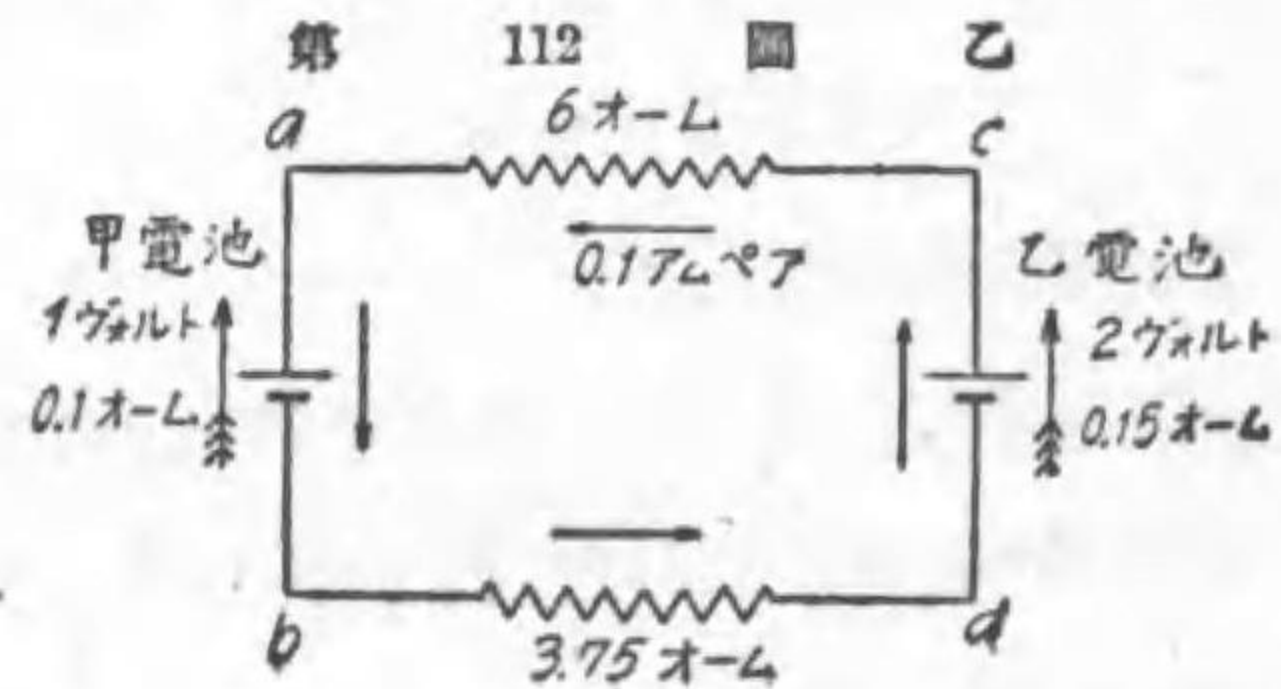 第 112 圖 乙
a
6オーム
c
甲電池
1ヴォルト
0.1オーム
0.1アムペア
乙電池
2ヴォルト
0.15オーム
b
3.75オーム
d